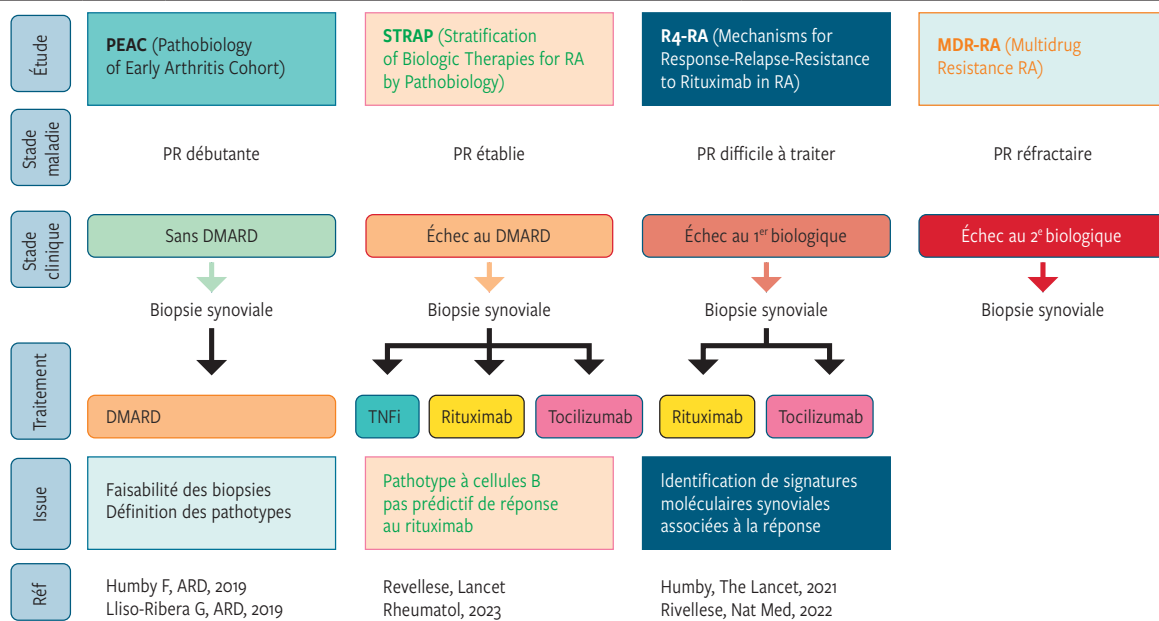 Étude
PEAC (Pathobiology
of Early Arthritis Cohort)
STRAP (Stratification
of Biologic Therapies for RA
by Pathobiology)
R4-RA (Mechanisms for
Response-Relapse-Resistance
to Rituximab in RA)
MDR-RA (Multidrug
Resistance RA)
Stade
maladie
PR débutante
PR établie
PR difficile à traiter
PR réfractaire
Stade
clinique
Sans DMARD
Échec au DMARD
Échec au 1er biologique
Échec au 2e biologique
Biopsie synoviale
Biopsie synoviale
Biopsie synoviale
Biopsie synoviale
Traitement
DMARD
TNFi
Rituximab
Tocilizumab
Rituximab
Tocilizumab
Issue
Faisabilité des biopsies
Définition des pathotypes
Pathotype à cellules B
pas prédictif de réponse
au rituximab
Identification de signatures
moléculaires synoviales
associées à la réponse
Réf
Humby F, ARD, 2019
Lliso-Ribera G, ARD, 2019
Revellese, Lancet
Rheumatol, 2023
Humby, The Lancet, 2021
Rivellese, Nat Med, 2022